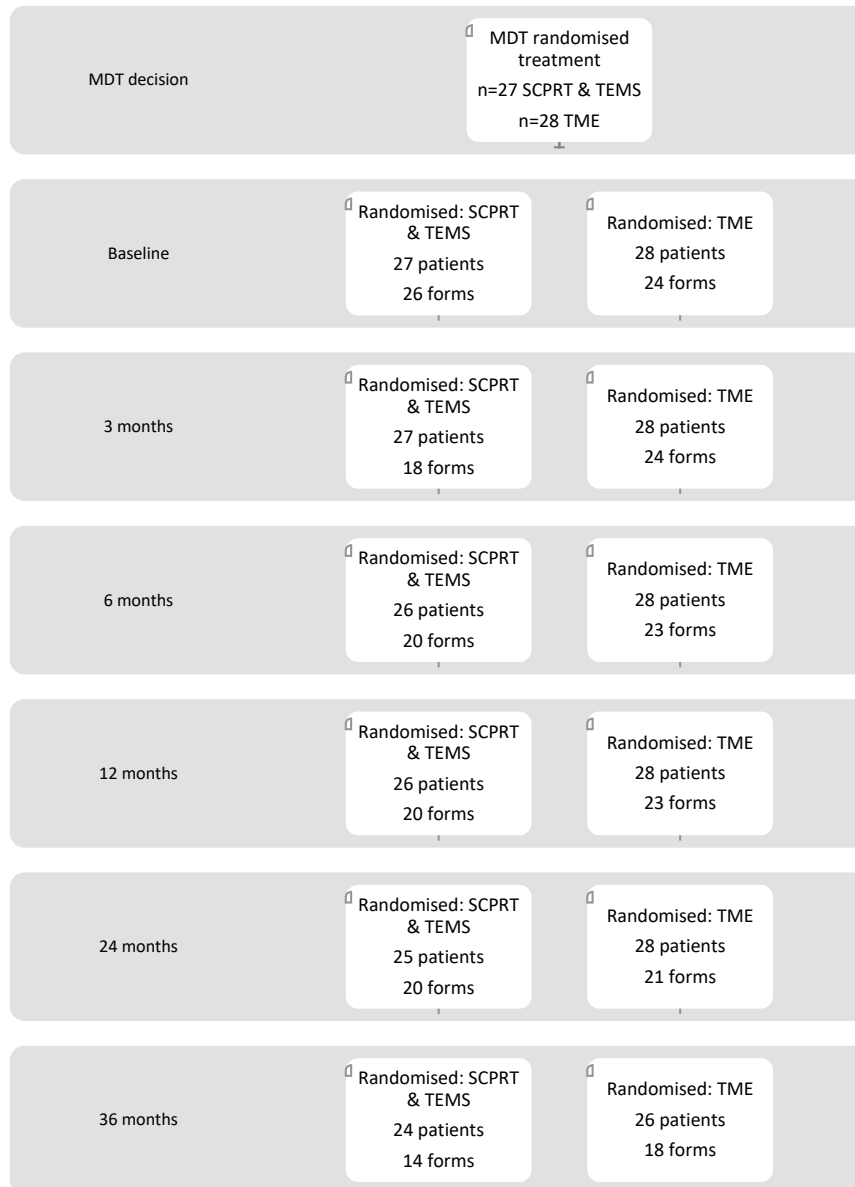 MDT decision
MDT randomised
treatment
n=27 SCPRT & TEMS
n=28 TME
Baseline
Randomised: SCPRT
& TEMS
27 patients
26 forms
Randomised: TME
28 patients
24 forms
3 months
Randomised: SCPRT
& TEMS
27 patients
18 forms
Randomised: TME
28 patients
24 forms
6 months
Randomised: SCPRT
& TEMS
26 patients
20 forms
Randomised: TME
28 patients
23 forms
12 months
Randomised: SCPRT
& TEMS
26 patients
20 forms
Randomised: TME
28 patients
23 forms
24 months
Randomised: SCPRT
& TEMS
25 patients
20 forms
Randomised: TME
28 patients
21 forms
36 months
Randomised: SCPRT
& TEMS
24 patients
14 forms
Randomised: TME
26 patients
18 forms